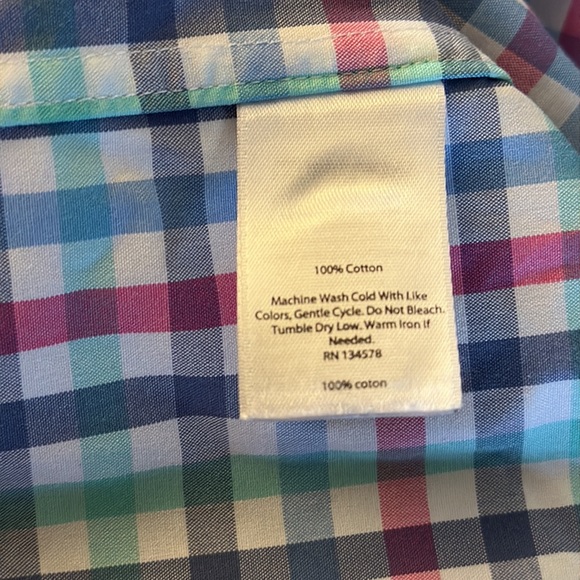 100% Cotton
Machine Wash Cold With Like
Colors, Gentle Cycle. Do Not Bleach.
Tumble Dry Low. Warm Iron If
Needed.
RN 134578
100% coton